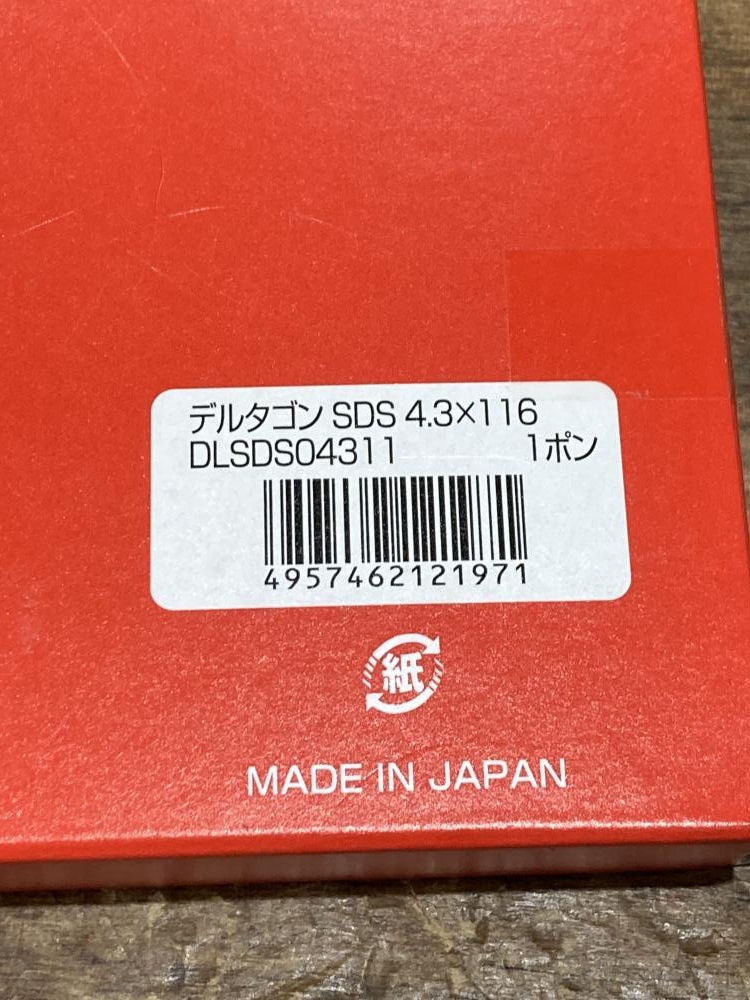 デルタゴン SDS 4.3×116
DLSDS04311 1ポン
4957462121971
紙
MADE IN JAPAN